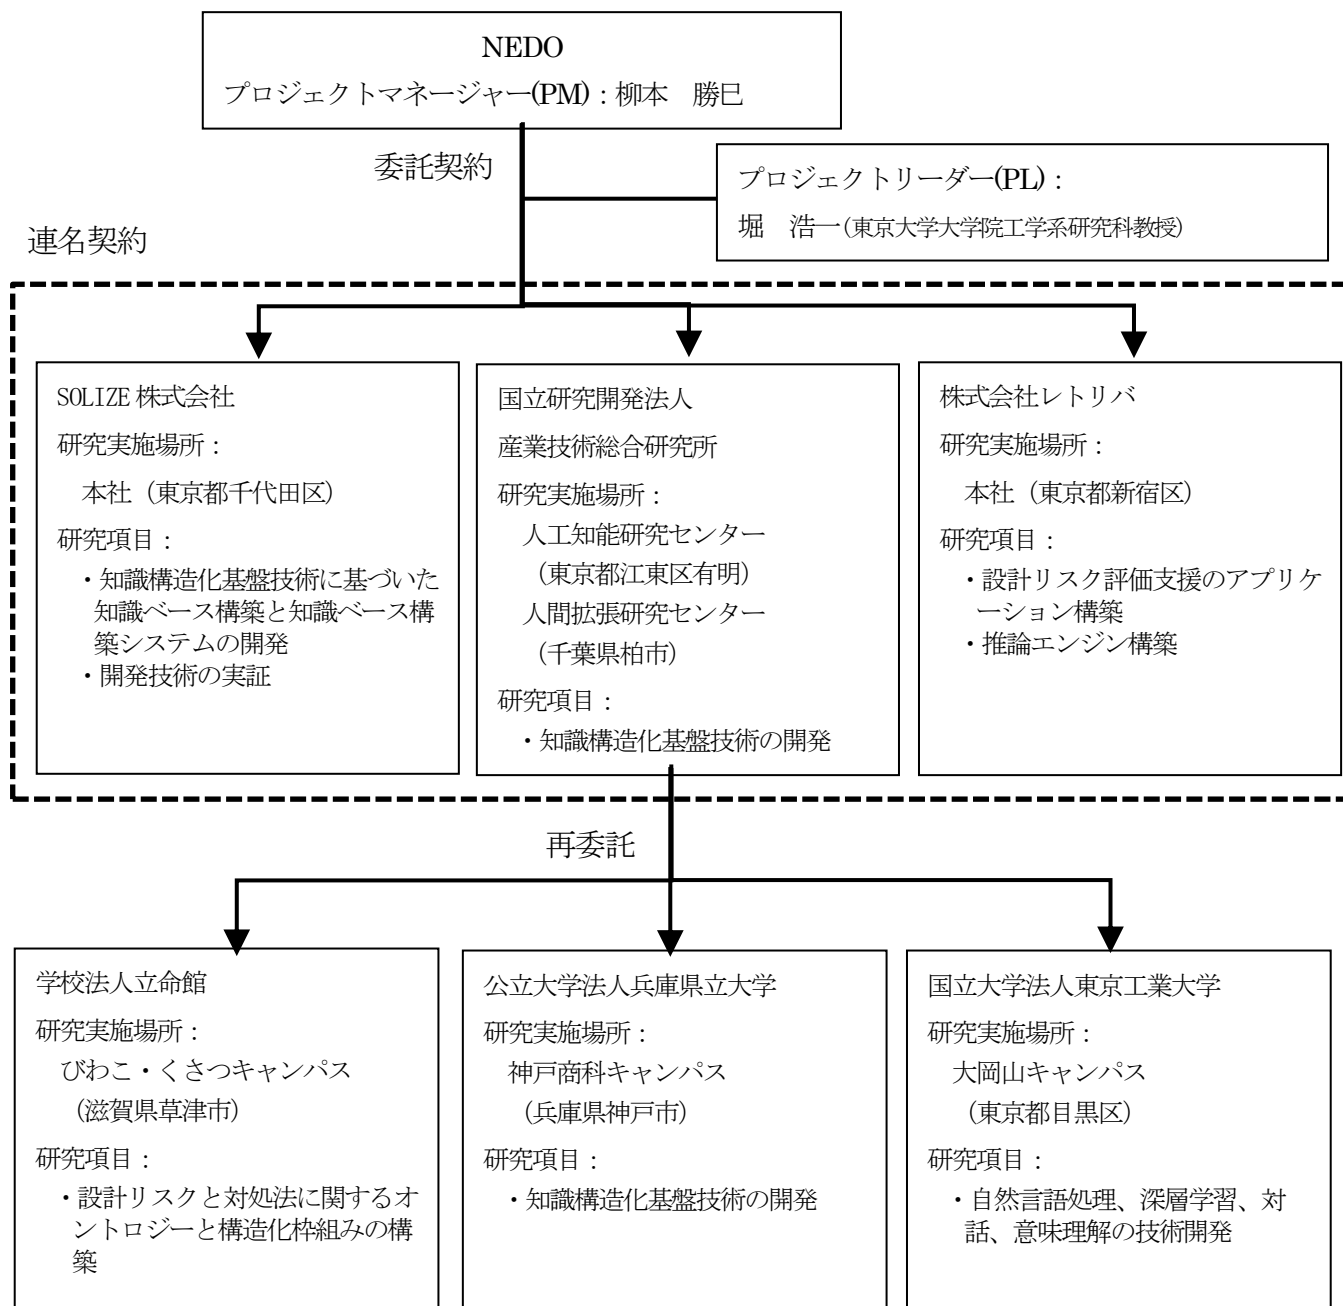 NEDO
プロジェクトマネージャー(PM)：柳本　勝巳
委託契約
プロジェクトリーダー(PL)：
堀　浩一(東京大学大学院工学系研究科教授)
連名契約
SOLIZE 株式会社
研究実施場所：
本社（東京都千代田区）
研究項目：
・知識構造化基盤技術に基づいた
知識ベース構築と知識ベース構
築システムの開発
・開発技術の実証
国立研究開発法人
産業技術総合研究所
研究実施場所：
人工知能研究センター
（東京都江東区有明）
人間拡張研究センター
（千葉県柏市）
研究項目：
・知識構造化基盤技術の開発
株式会社レトリバ
研究実施場所：
本社（東京都新宿区）
研究項目：
・設計リスク評価支援のアプリケ
ーション構築
・推論エンジン構築
再委託
学校法人立命館
研究実施場所：
びわこ・くさつキャンパス
（滋賀県草津市）
研究項目：
・設計リスクと対処法に関するオ
ントロジーと構造化枠組みの構
築
公立大学法人兵庫県立大学
研究実施場所：
神戸商科キャンパス
（兵庫県神戸市）
研究項目：
・知識構造化基盤技術の開発
国立大学法人東京工業大学
研究実施場所：
大岡山キャンパス
（東京都目黒区）
研究項目：
・自然言語処理、深層学習、対
話、意味理解の技術開発